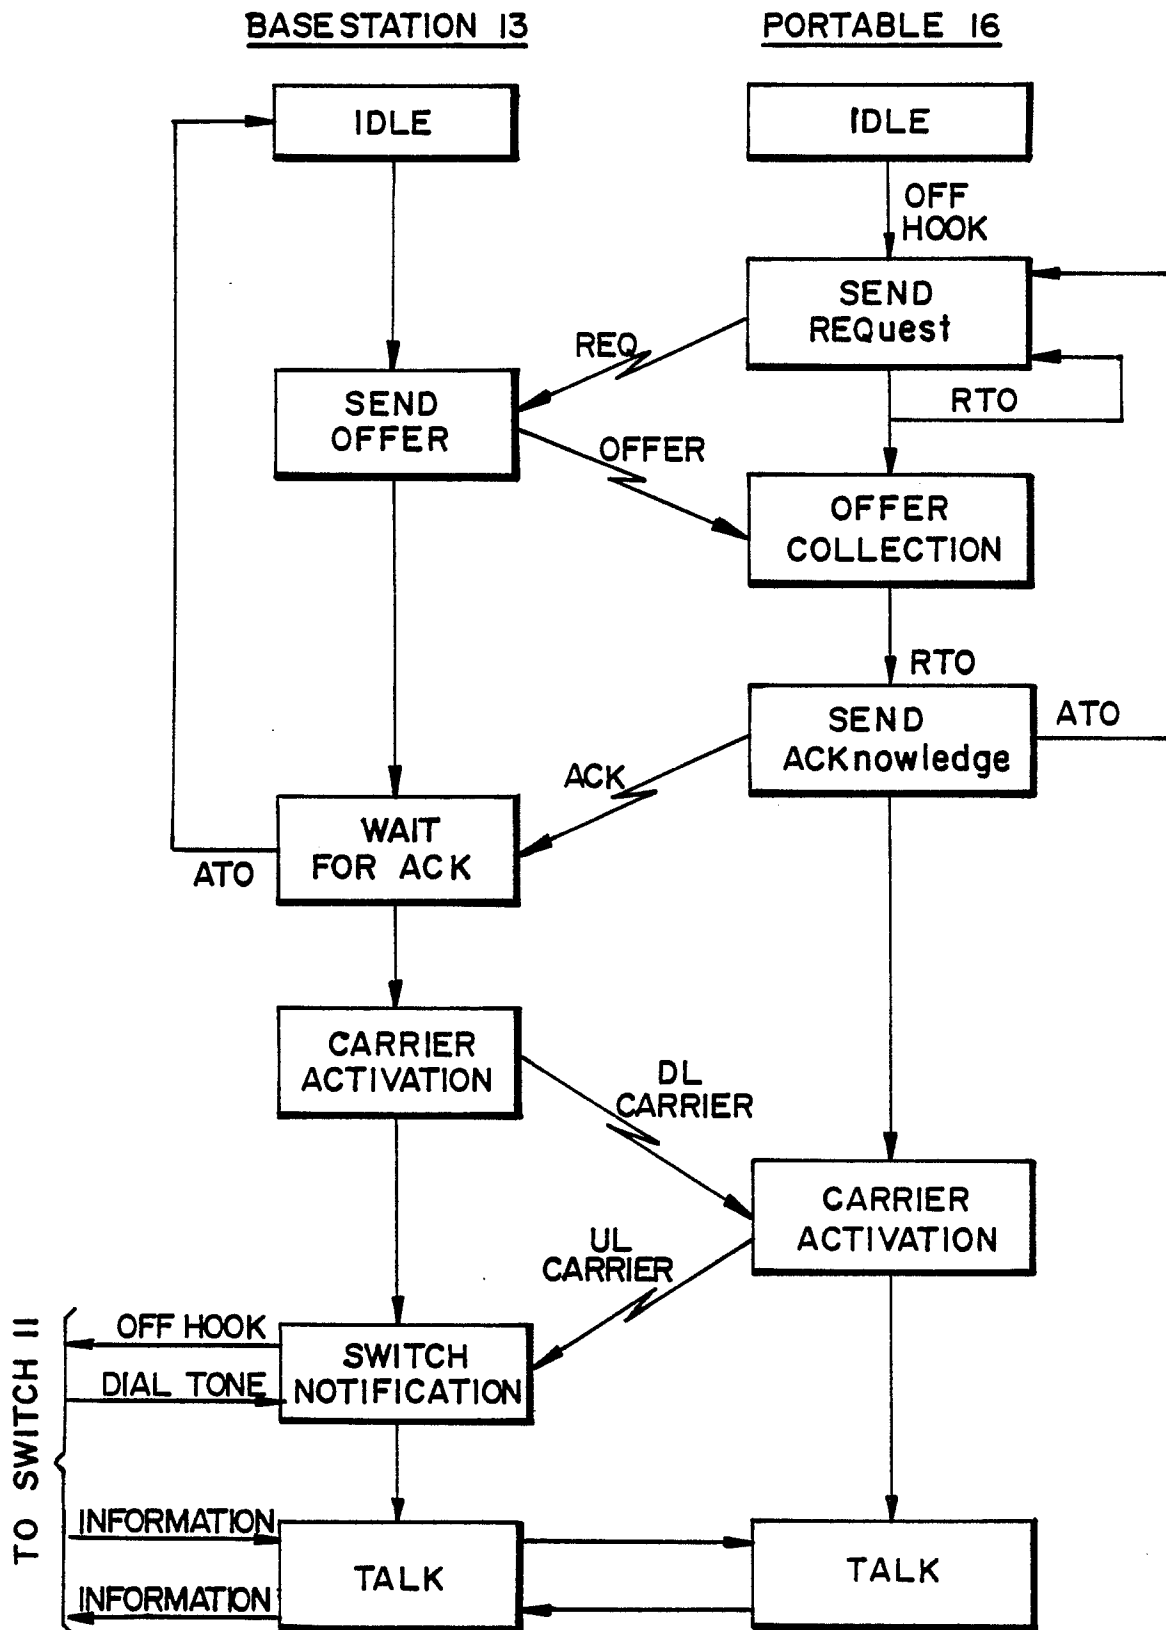 BASE STATION 13
PORTABLE 16
IDLE
IDLE
OFF
HOOK
SEND
REQuest
REQ
RTO
SEND
OFFER
OFFER
OFFER
COLLECTION
RTO
SEND
ACKnowledge
ATO
ACK
WAIT
FOR ACK
ATO
CARRIER
ACTIVATION
DL
CARRIER
CARRIER
ACTIVATION
UL
CARRIER
TO SWITCH 11
OFF HOOK
DIAL TONE
SWITCH
NOTIFICATION
INFORMATION
INFORMATION
TALK
TALK